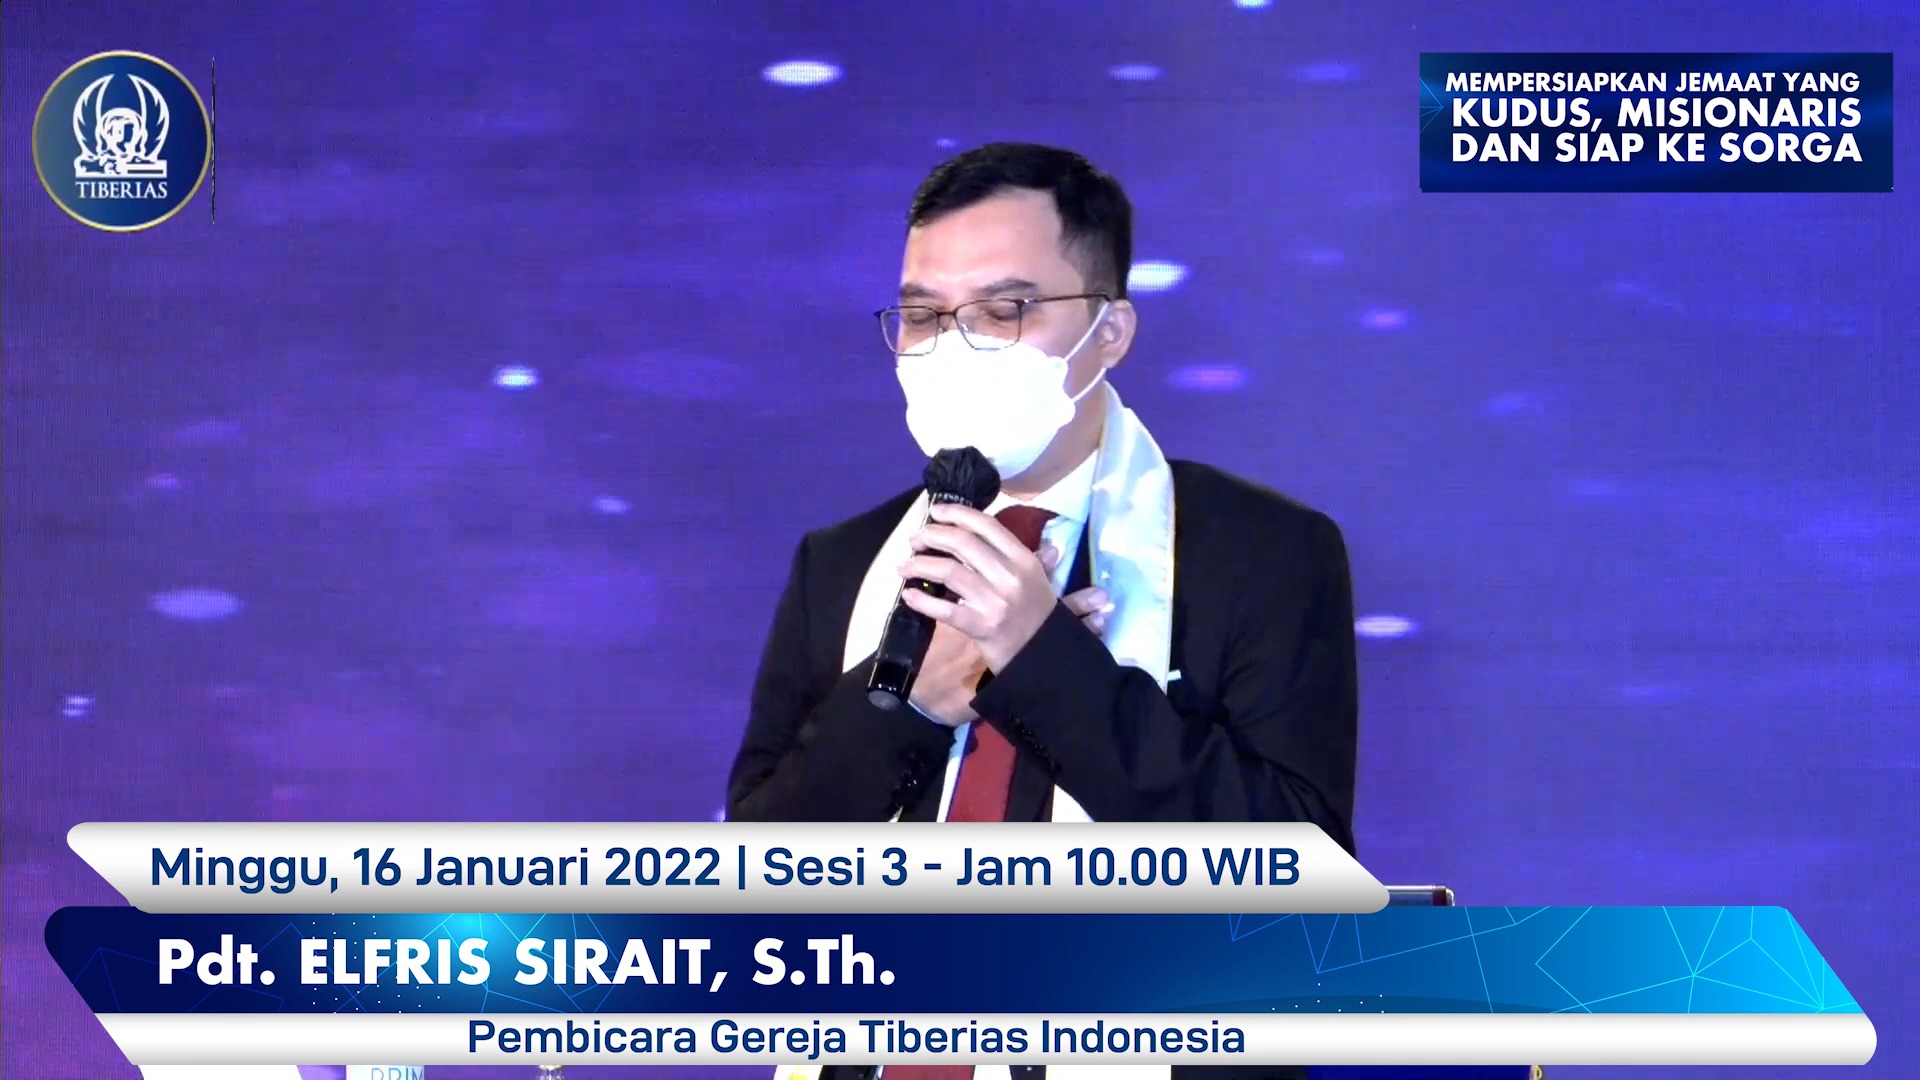 TIBERIAS
MEMPERSIAPKAN JEMAAT YANG
KUDUS, MISIONARIS
DAN SIAP KE SORGA
Minggu, 16 Januari 2022 | Sesi 3 - Jam 10.00 WIB
Pdt. ELFRIS SIRAIT, S.Th.
Pembicara Gereja Tiberias Indonesia